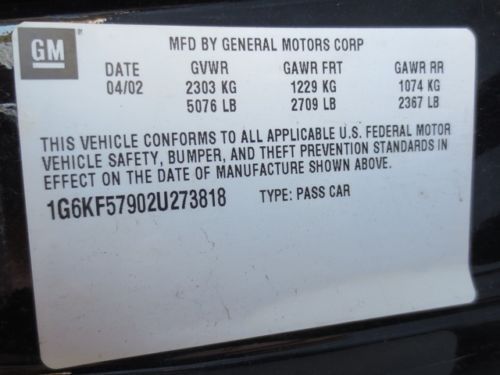 GM
MFD BY GENERAL MOTORS CORP
DATE GVWR GAWR FRT GAWR RR
04/02 2303 KG 1229 KG 1074 KG
5076 LB 2709 LB 2367 LB
THIS VEHICLE CONFORMS TO ALL APPLICABLE U.S. FEDERAL MOTOR
VEHICLE SAFETY, BUMPER, AND THEFT PREVENTION STANDARDS IN
EFFECT ON THE DATE OF MANUFACTURE SHOWN ABOVE.
1G6KF57902U273818 TYPE: PASS CAR